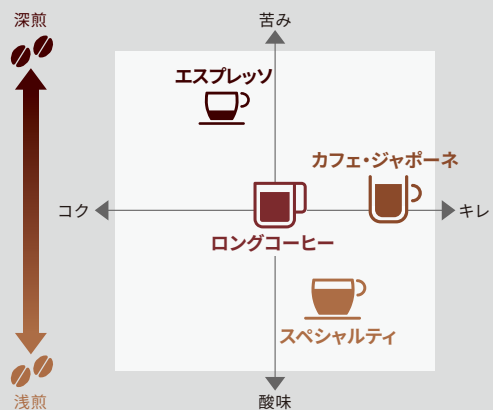 深煎
苦み
エスプレッソ
カフェ・ジャポーネ
コク
キレ
ロングコーヒー
スペシャルティ
浅煎
酸味